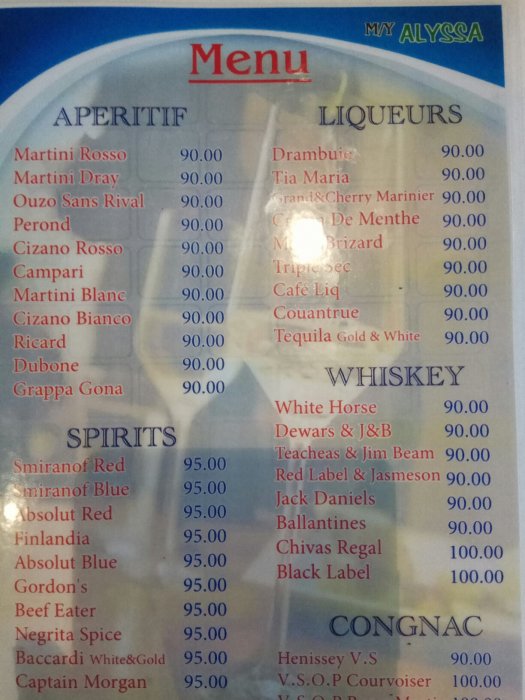 M/Y ALYSSA
Menu
APERITIF
Martini Rosso 90.00
Martini Dray 90.00
Ouzo Sans Rival 90.00
Perond 90.00
Cizano Rosso 90.00
Campari 90.00
Martini Blanc 90.00
Cizano Bianco 90.00
Ricard 90.00
Dubone 90.00
Grappa Gona 90.00
SPIRITS
Smiranof Red 95.00
Smiranof Blue 95.00
Absolut Red 95.00
Finlandia 95.00
Absolut Blue 95.00
Gordon's 95.00
Beef Eater 95.00
Negrita Spice 95.00
Baccardi White&Gold 95.00
Captain Morgan 95.00
LIQUEURS
Drambuie 90.00
Tia Maria 90.00
Grand&Cherry Marinier 90.00
De Menthe 90.00
Brizard 90.00
Triple Sec 90.00
Café Liq 90.00
Couantrue 90.00
Tequila Gold & White 90.00
WHISKEY
White Horse 90.00
Dewars & J&B 90.00
Teacheas & Jim Beam 90.00
Red Label & Jasmeson 90.00
Jack Daniels 90.00
Ballantines 90.00
Chivas Regal 100.00
Black Label 100.00
CONGNAC
Henissey V.S 90.00
V.S.O.P Courvoiser 100.00